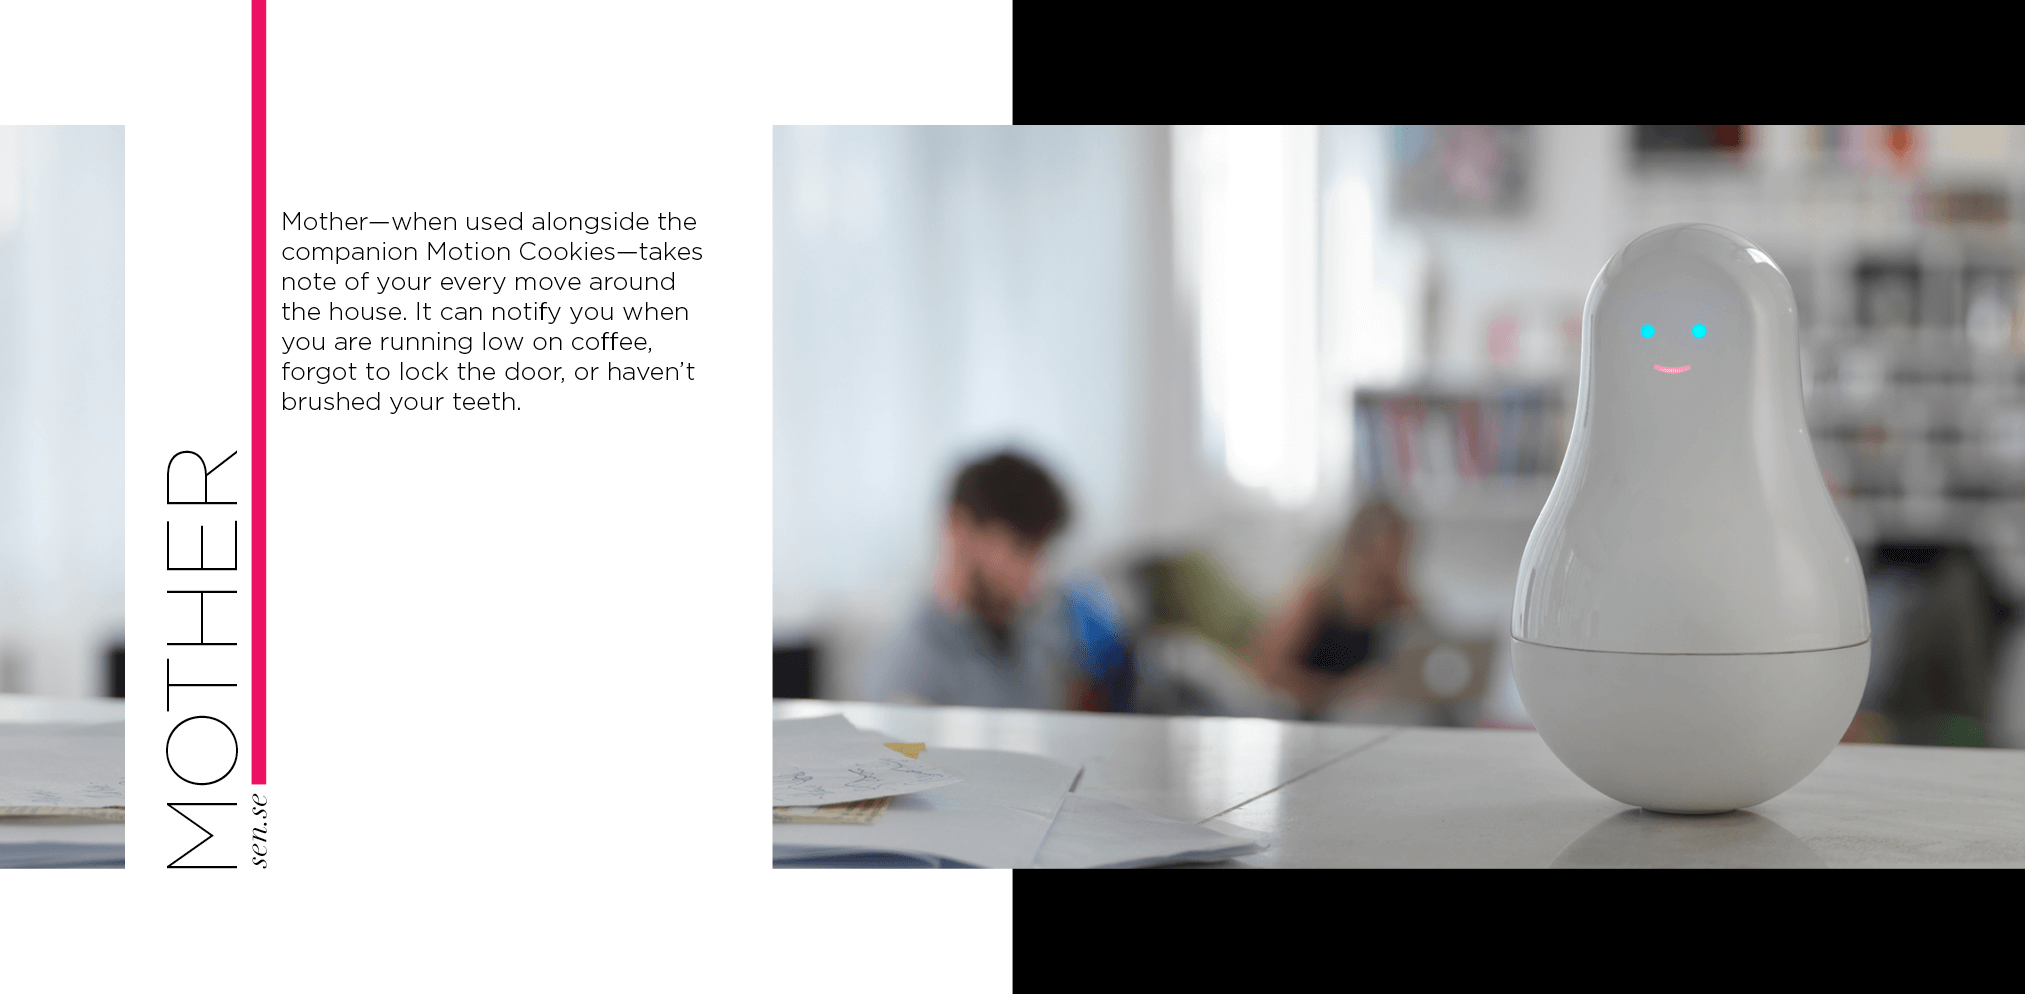 MOTHER
sen.se
Mother—when used alongside the
companion Motion Cookies—takes
note of your every move around
the house. It can notify you when
you are running low on coffee,
forgot to lock the door, or haven’t
brushed your teeth.